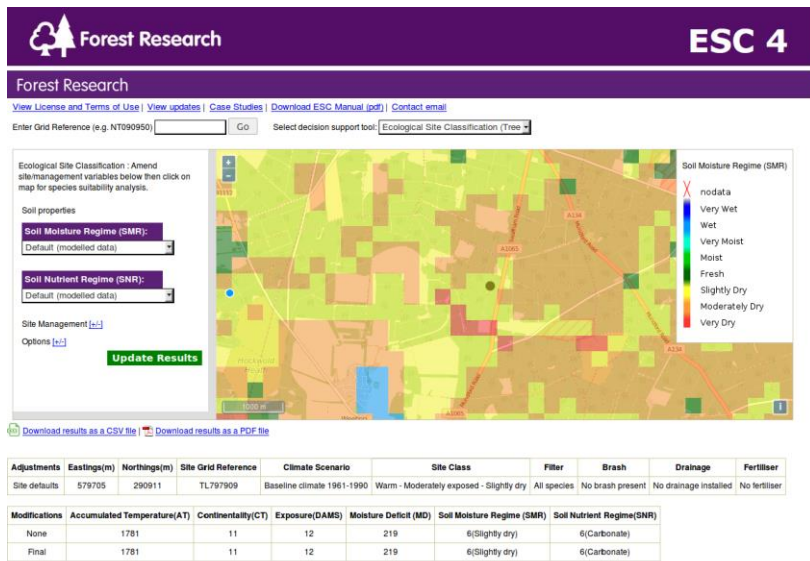 Forest Research
ESC 4
Forest Research
View License and Terms of Use | View updates | Case Studies | Download ESC Manual (pdf) | Contact email
Enter Grid Reference (e.g. NT090950) Go Select decision support tool: Ecological Site Classification (Tree
Ecological Site Classification : Amend
site/management variables below then click on
map for species suitability analysis.
Soil properties
Soil Moisture Regime (SMR):
Default (modelled data)
Soil Nutrient Regime (SNR):
Default (modelled data)
Site Management [+/-]
Options [+/-]
Update Results
+
−
A134
A1065
A134
A1065
1000 m
i
Soil Moisture Regime (SMR)
nodata
Very Wet
Wet
Very Moist
Moist
Fresh
Slightly Dry
Moderately Dry
Very Dry
Download results as a CSV file | Download results as a PDF file
Adjustments Eastings(m) Northings(m) Site Grid Reference Climate Scenario Site Class Filter Brash Drainage Fertiliser
Site defaults 579705 290911 TL797909 Baseline climate 1961-1990 Warm - Moderately exposed - Slightly dry All species No brash present No drainage installed No fertiliser
Modifications Accumulated Temperature(AT) Continentality(CT) Exposure(DAMS) Moisture Deficit (MD) Soil Moisture Regime (SMR) Soil Nutrient Regime(SNR)
None 1781 11 12 219 6(Slightly dry) 6(Carbonate)
Final 1781 11 12 219 6(Slightly dry) 6(Carbonate)